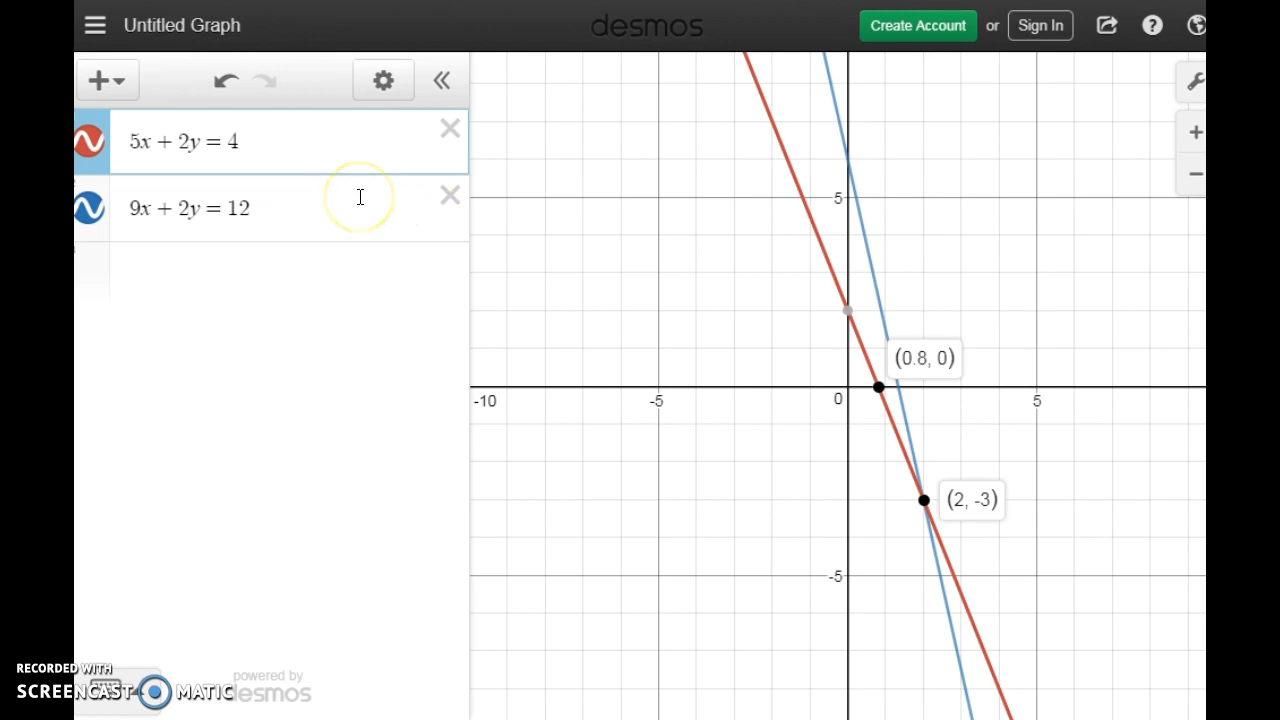 Untitled Graph
desmos
Create Account or Sign In
5x + 2y = 4
9x + 2y = 12
5
(0.8, 0)
-10
-5
0
5
(2, -3)
-5
RECORDED WITH
SCREENCAST MATIC
powered by
desmos